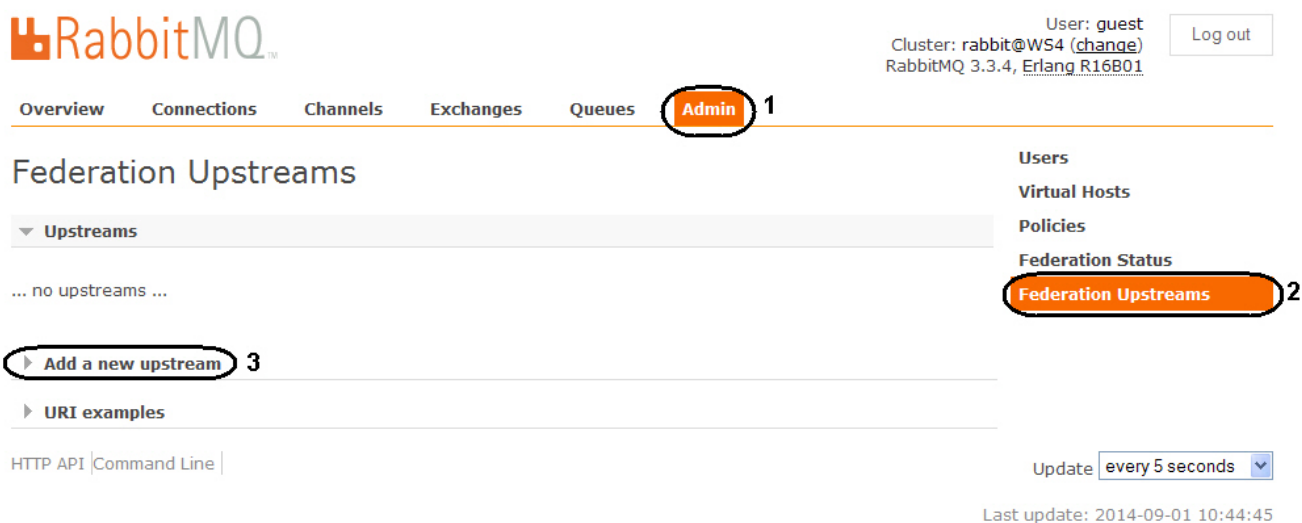 RabbitMQ™
User: guest
Cluster: rabbit@WS4 (change)
RabbitMQ 3.3.4, Erlang R16B01
Log out
Overview Connections Channels Exchanges Queues Admin 1
Federation Upstreams
Upstreams
... no upstreams ...
Add a new upstream 3
URI examples
Users
Virtual Hosts
Policies
Federation Status
Federation Upstreams 2
HTTP API Command Line
Update every 5 seconds
Last update: 2014-09-01 10:44:45